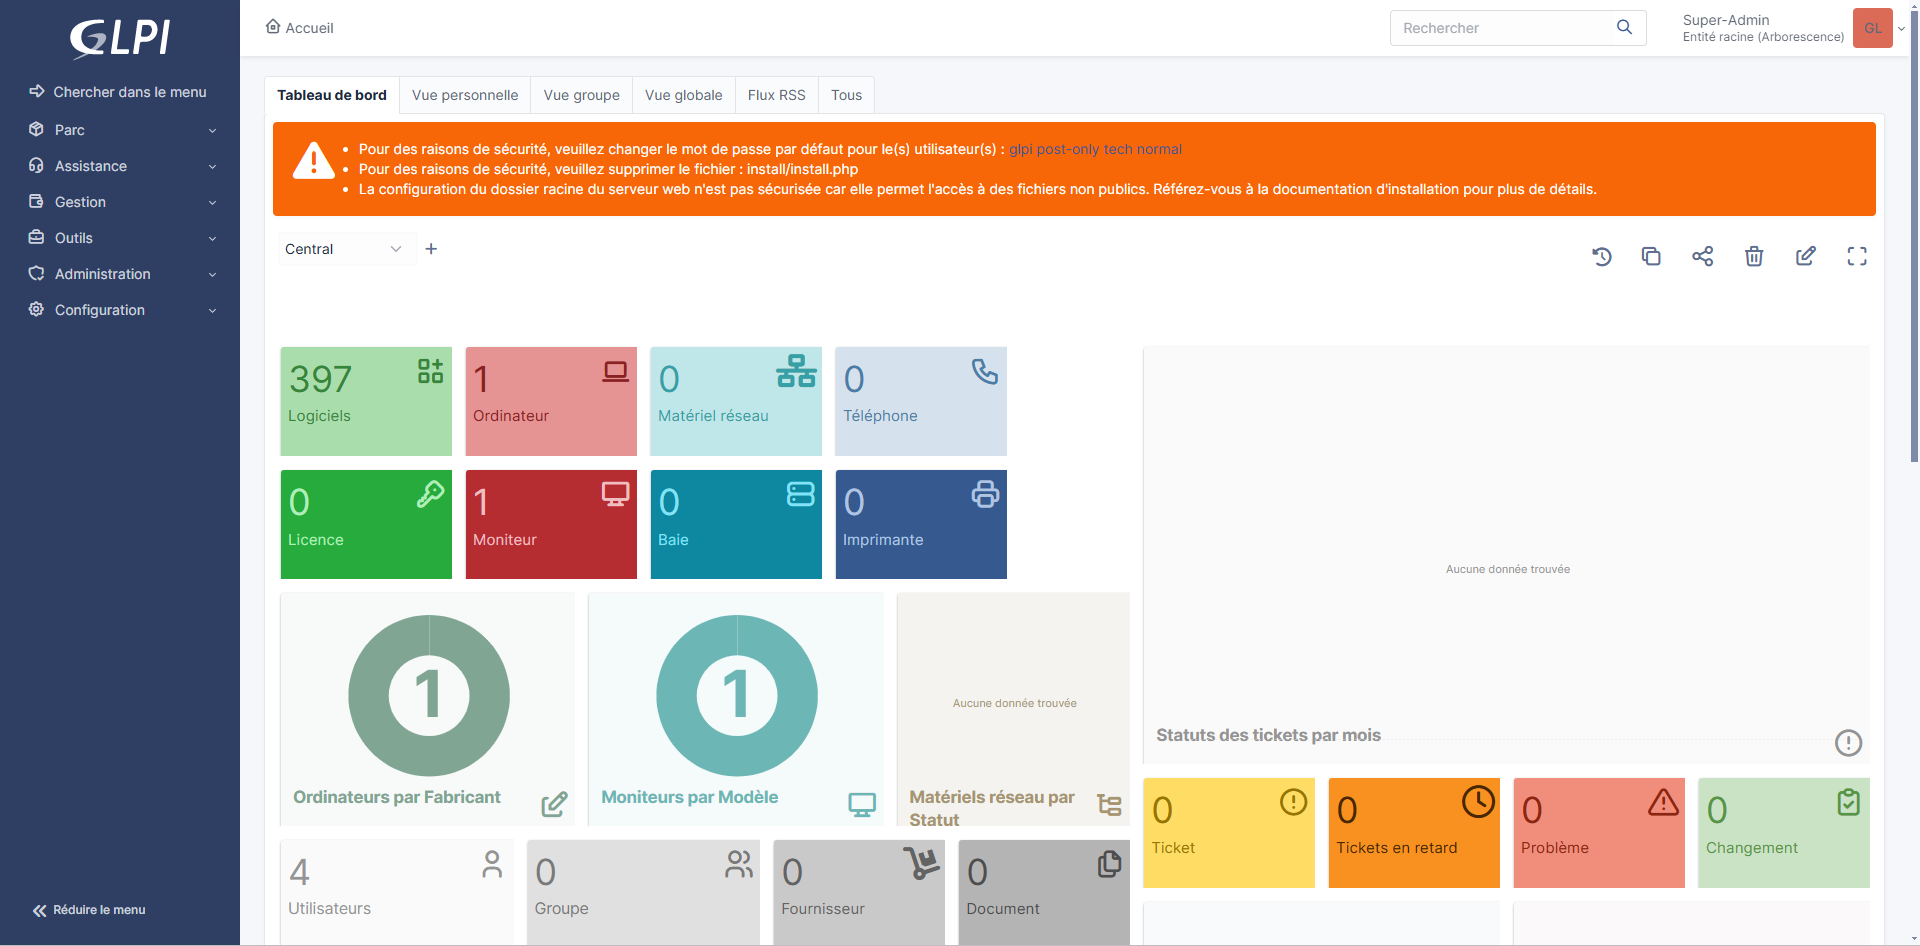 GLPI
Chercher dans le menu
Parc
Assistance
Gestion
Outils
Administration
Configuration
Réduire le menu
Accueil
Rechercher
Super-Admin
Entité racine (Arborescence)
GL
Tableau de bord
Vue personnelle
Vue groupe
Vue globale
Flux RSS
Tous
Pour des raisons de sécurité, veuillez changer le mot de passe par défaut pour le(s) utilisateur(s) : glpi post-only tech normal
Pour des raisons de sécurité, veuillez supprimer le fichier : install/install.php
La configuration du dossier racine du serveur web n'est pas sécurisée car elle permet l'accès à des fichiers non publics. Référez-vous à la documentation d'installation pour plus de détails.
Central
397
Logiciels
1
Ordinateur
0
Matériel réseau
0
Téléphone
0
Licence
1
Moniteur
0
Baie
0
Imprimante
1
Ordinateurs par Fabricant
1
Moniteurs par Modèle
Aucune donnée trouvée
Matériels réseau par
Statut
4
Utilisateurs
0
Groupe
0
Fournisseur
0
Document
Aucune donnée trouvée
Statuts des tickets par mois
0
Ticket
0
Tickets en retard
0
Problème
0
Changement